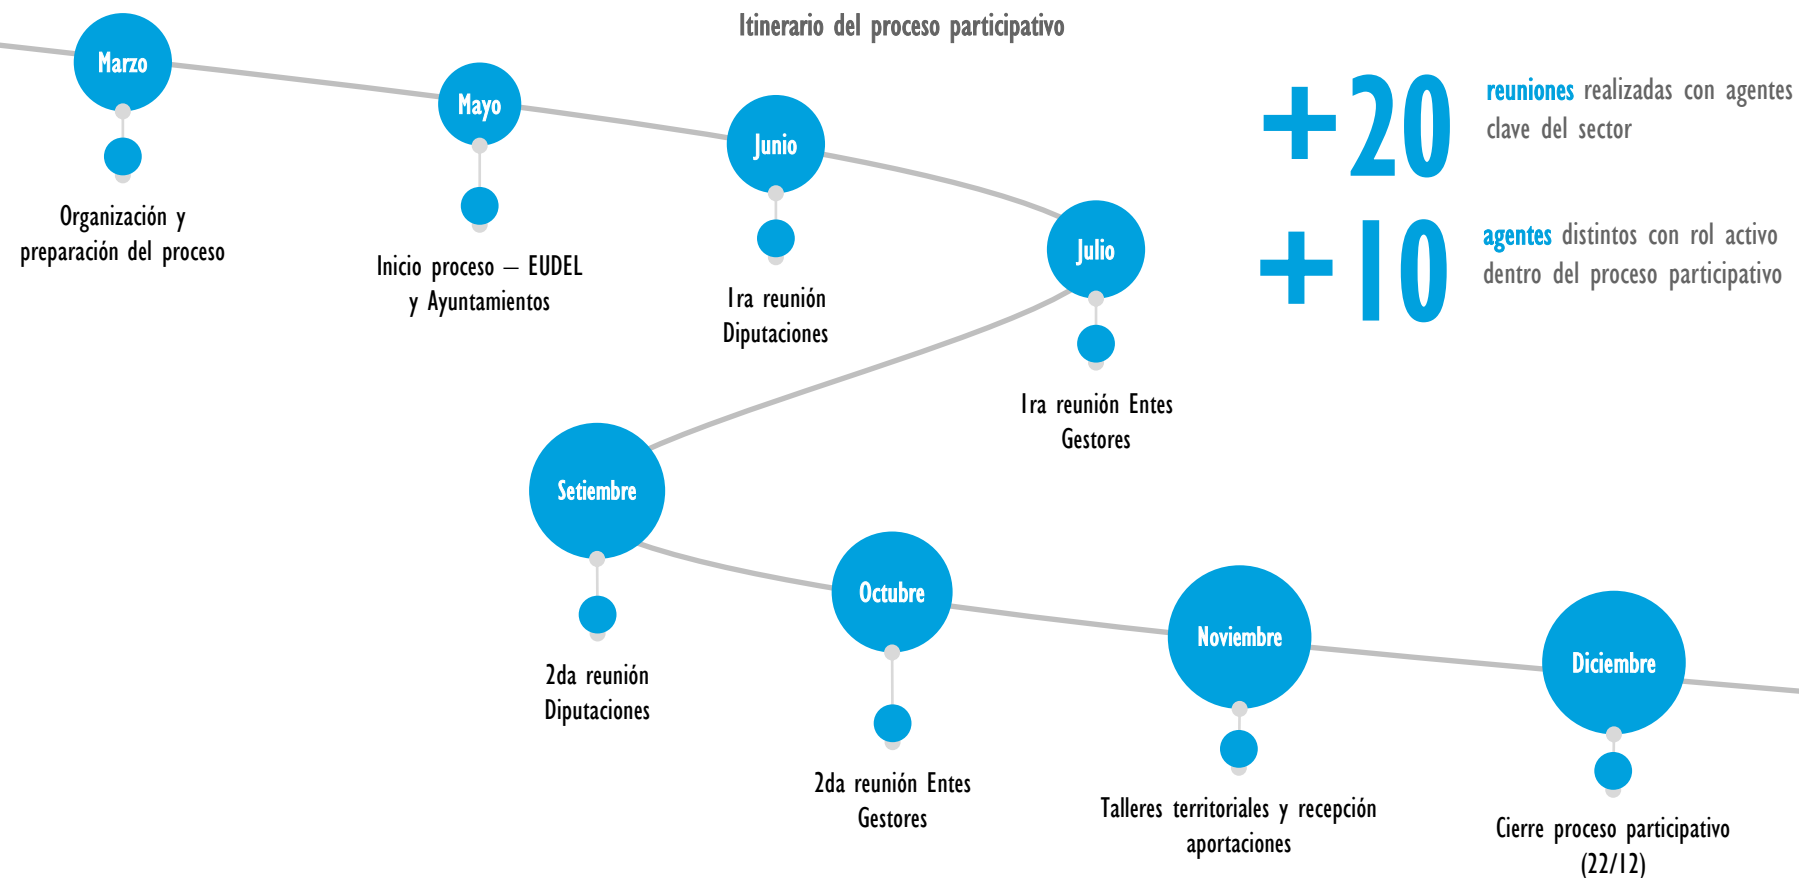 Itinerario del proceso participativo
Marzo
Organización y
preparación del proceso
Mayo
Inicio proceso – EUDEL
y Ayuntamientos
Junio
1ra reunión
Diputaciones
Julio
1ra reunión Entes
Gestores
+20
reuniones realizadas con agentes
clave del sector
+10
agentes distintos con rol activo
dentro del proceso participativo
Setiembre
2da reunión
Diputaciones
Octubre
2da reunión Entes
Gestores
Noviembre
Talleres territoriales y recepción
aportaciones
Diciembre
Cierre proceso participativo
(22/12)